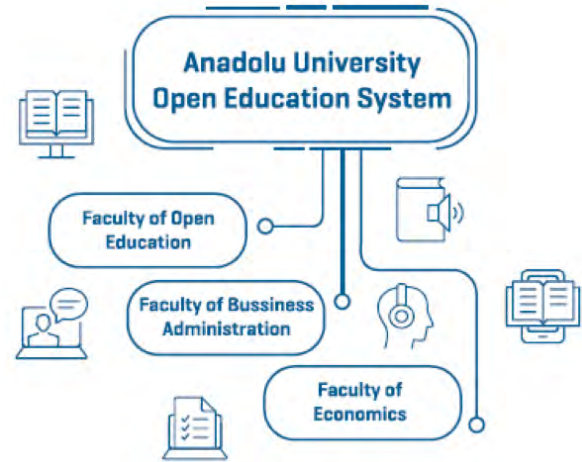 Anadolu University
Open Education System
Faculty of Open
Education
Faculty of Bussiness
Administration
Faculty of
Economics